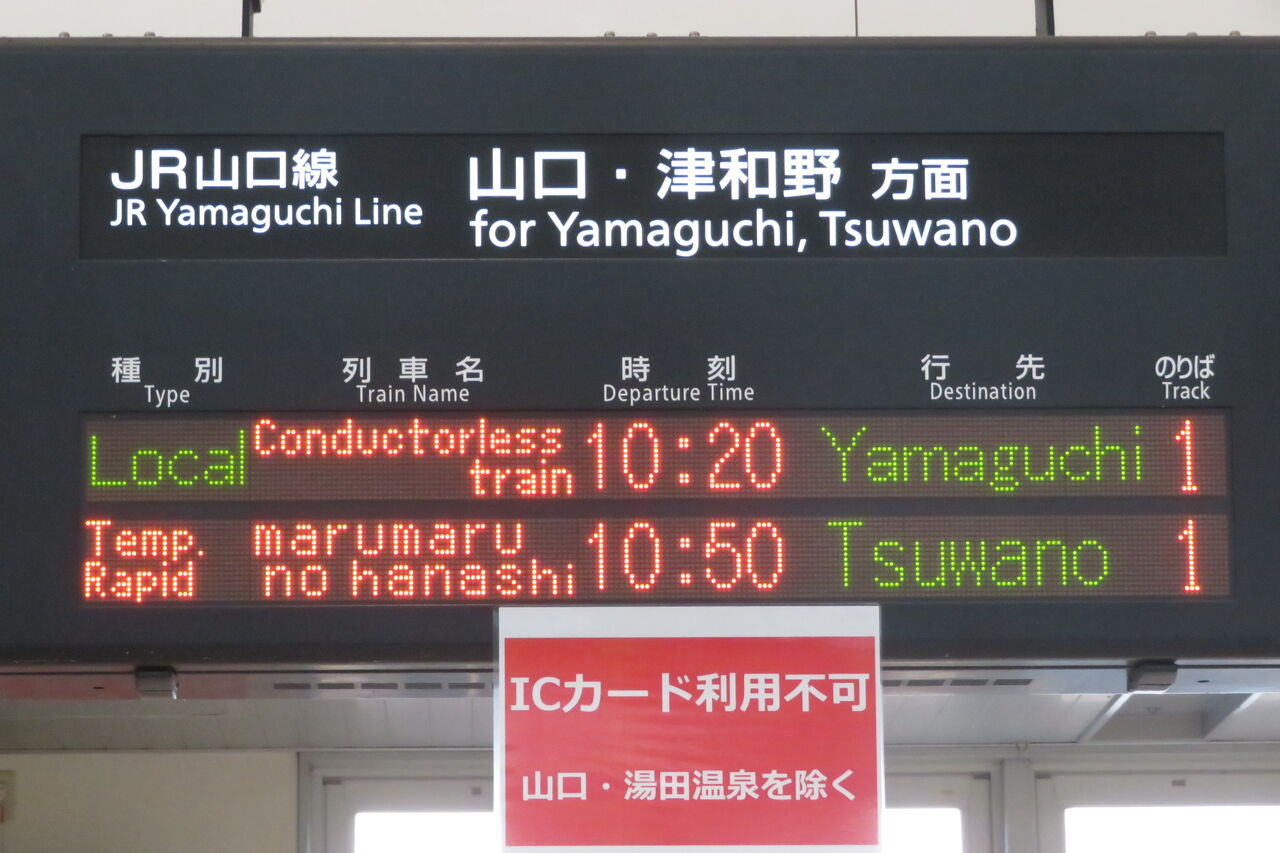 JR山口線 山口・津和野 方面
JR Yamaguchi Line for Yamaguchi, Tsuwano
種別 列車名 時刻 行先 のりば
Type Train Name Departure Time Destination Track
Local Conductorless train 10:20 Yamaguchi 1
Temp. Rapid marumaru no hanashi 10:50 Tsuwano 1
ICカード利用不可
山口・湯田温泉を除く